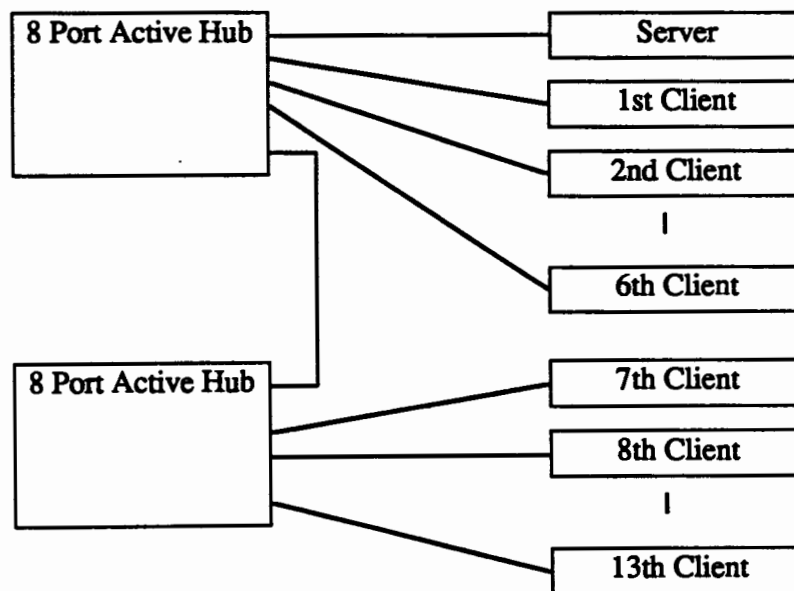 8 Port Active Hub
Server
1st Client
2nd Client
6th Client
8 Port Active Hub
7th Client
8th Client
13th Client